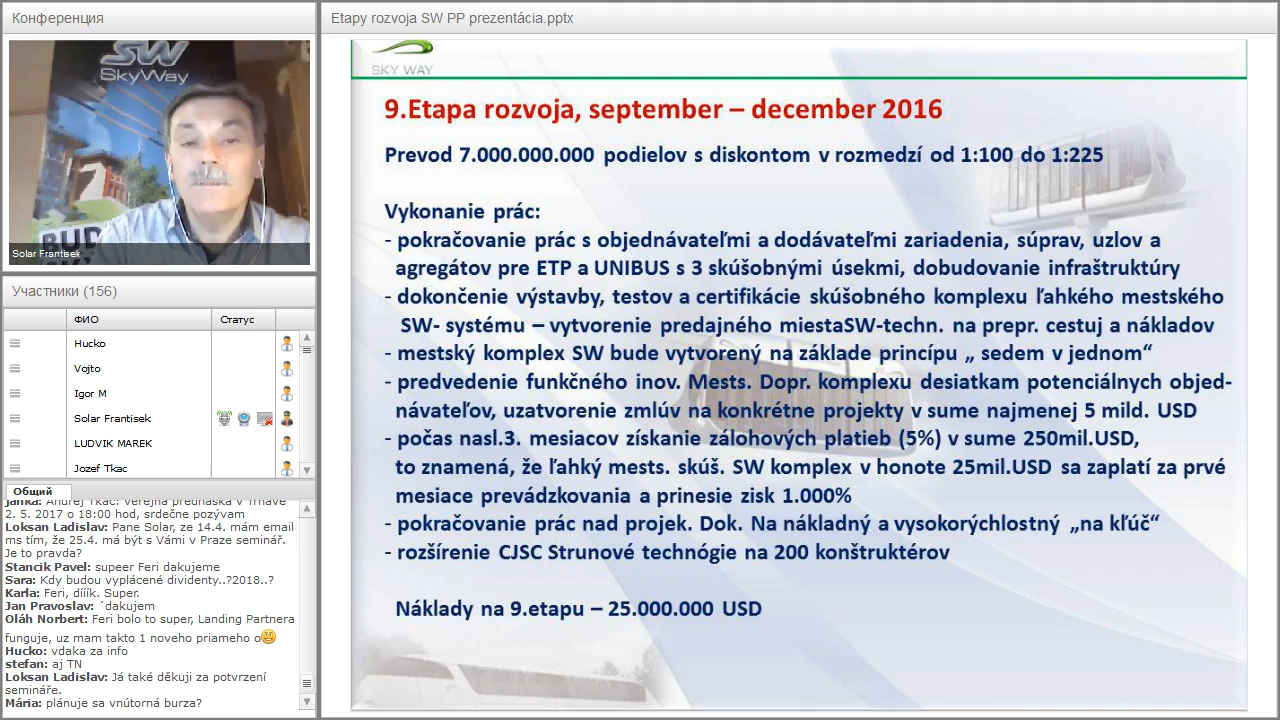 Конференция
SW
SkyWay
BUD
Solar Frantisek
Участники (156)
ФИО
Статус
Hucko
Vojto
Igor M
Solar Frantisek
LUDVIK MAREK
Jozef Tkac
Общий
Janka: Andrej Tkac: verejna prednaska v Trnave
2. 5. 2017 o 18:00 hod, srdečne pozývam
Loksan Ladislav: Pane Solar, ze 14.4. mám email
ms tím, že 25.4. má být s Vámi v Praze seminář.
Je to pravda?
Stancik Pavel: supeer Feri dakujeme
Sara: Kdy budou vyplácené dividenty..?2018..?
Karla: Feri, dííík. Super.
Jan Pravoslav: ´dakujem
Oláh Norbert: Feri bolo to super, Landing Partnera
funguje, uz mam takto 1 noveho priameho o
Hucko: vdaka za info
stefan: aj TN
Loksan Ladislav: Já také děkuji za potvrzení
semináře.
Mária: plánuje sa vnútorná burza?
Etapy rozvoja SW PP prezentácia.pptx
SKY WAY
9.Etapa rozvoja, september – december 2016
Prevod 7.000.000.000 podielov s diskontom v rozmedzí od 1:100 do 1:225
Vykonanie prác:
- pokračovanie prác s objednávateľmi a dodávateľmi zariadenia, súprav, uzlov a
agregátov pre ETP a UNIBUS s 3 skúšobnými úsekmi, dobudovanie infraštruktúry
- dokončenie výstavby, testov a certifikácie skúšobného komplexu ľahkého mestského
SW- systému – vytvorenie predajného miestaSW-techn. na prepr. cestuj a nákladov
- mestský komplex SW bude vytvorený na základe princípu „ sedem v jednom“
- predvedenie funkčného inov. Mests. Dopr. komplexu desiatkam potenciálnych objed-
návateľov, uzatvorenie zmlúv na konkrétne projekty v sume najmenej 5 mild. USD
- počas nasl.3. mesiacov získanie zálohových platieb (5%) v sume 250mil.USD,
to znamená, že ľahký mests. skúš. SW komplex v honote 25mil.USD sa zaplatí za prvé
mesiace prevádzkovania a prinesie zisk 1.000%
- pokračovanie prác nad projek. Dok. Na nákladný a vysokorýchlostný „na kľúč“
- rozšírenie CJSC Strunové technógie na 200 konštruktérov
Náklady na 9.etapu – 25.000.000 USD